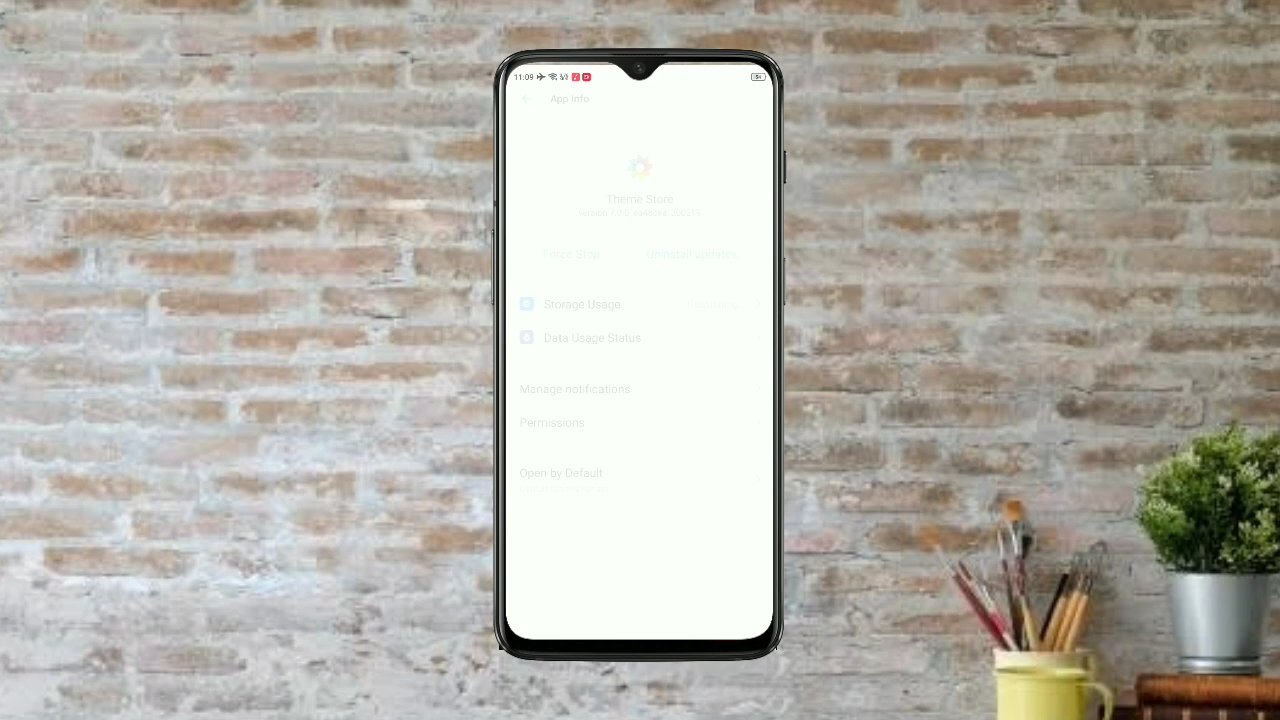 11:09
App info
Theme Store
Force Stop
Uninstall updates
Storage Usage
Data Usage Status
Manage notifications
Permissions
Open by Default